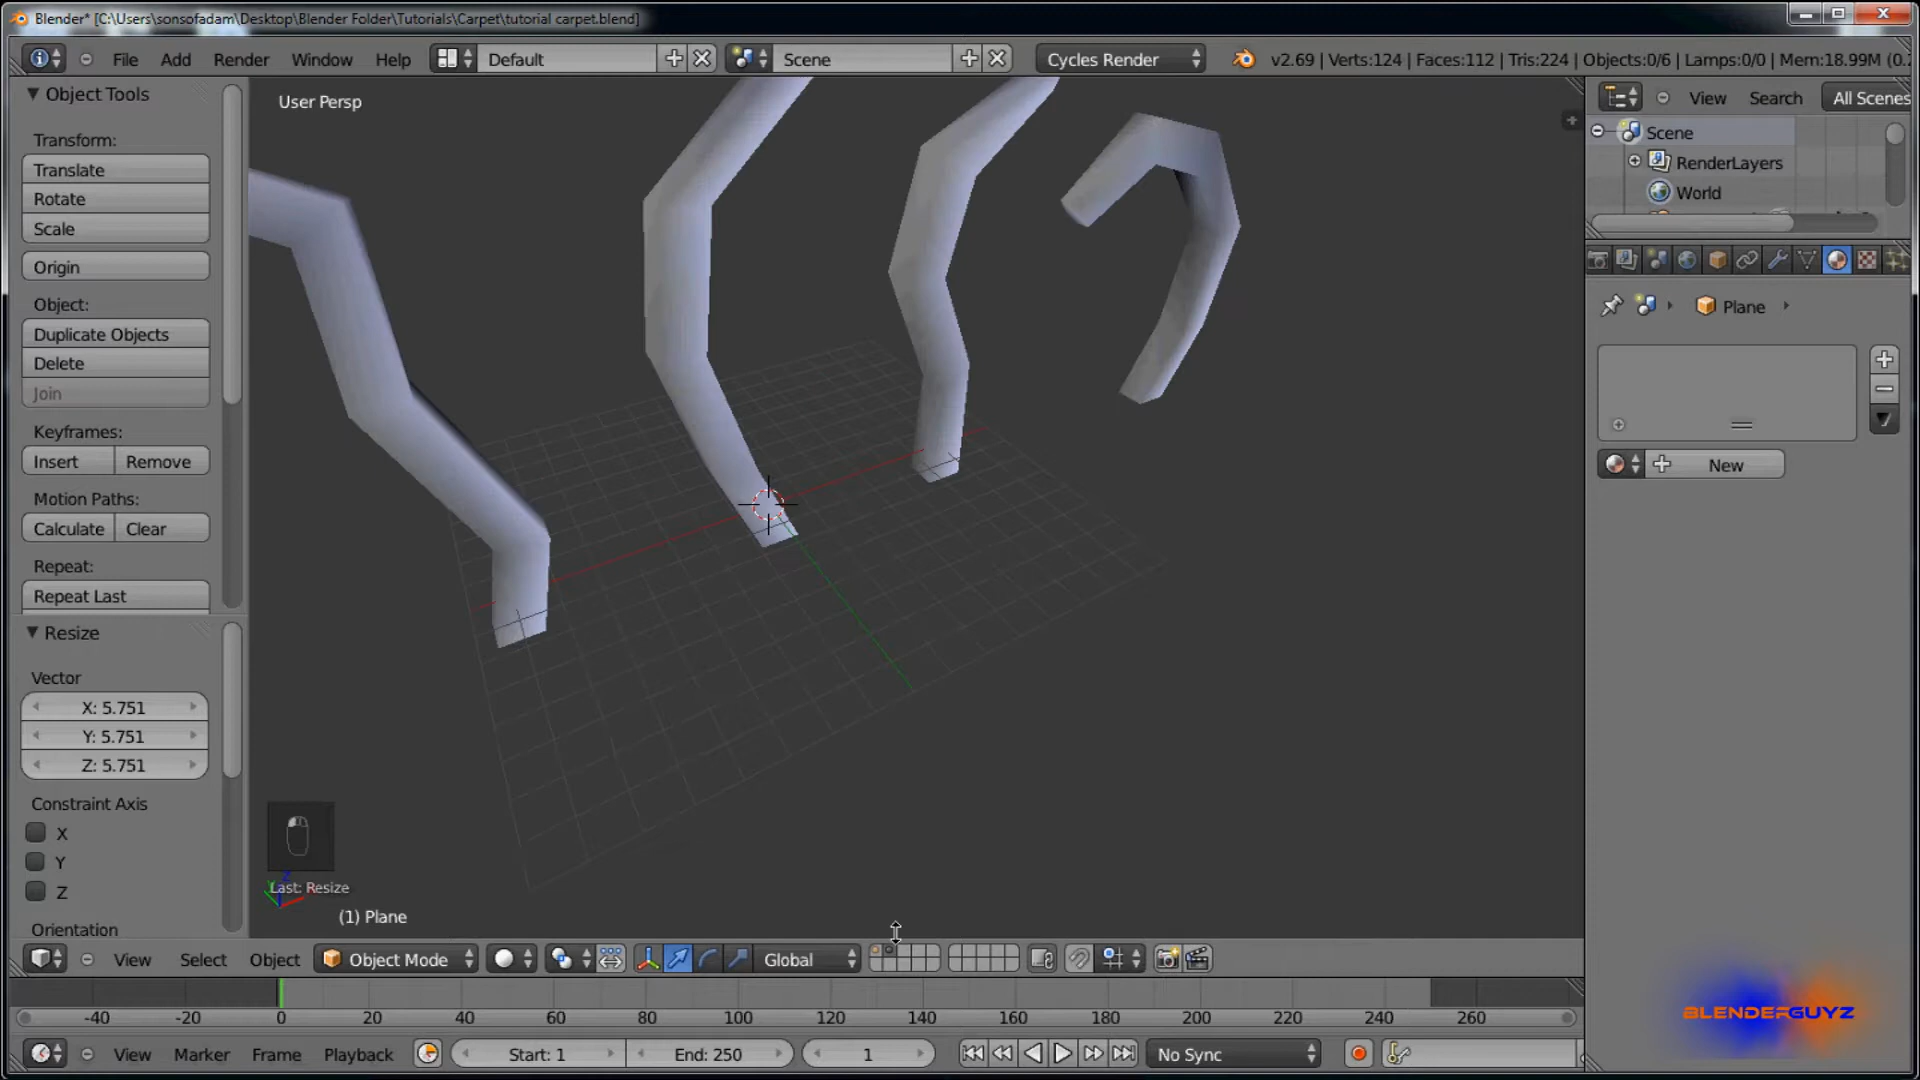 Blender* [C:\Users\sonsofadam\Desktop\Blender Folder\Tutorials\Carpet\tutorial carpet.blend]
File Add Render Window Help Default Scene Cycles Render v2.69 | Verts:124 | Faces:112 | Tris:224 | Objects:0/6 | Lamps:0/0 | Mem:18.99M (0.
Object Tools
Transform:
Translate
Rotate
Scale
Origin
Object:
Duplicate Objects
Delete
Join
Keyframes:
Insert Remove
Motion Paths:
Calculate Clear
Repeat:
Repeat Last
Resize
Vector
X: 5.751
Y: 5.751
Z: 5.751
Constraint Axis
X
Y
Z
Orientation
User Persp
Last: Resize
(1) Plane
View Search All Scenes
Scene
RenderLayers
World
Plane
New
View Select Object Object Mode Global
-40 -20 0 20 40 60 80 100 120 140 160 180 200 220 240 260
View Marker Frame Playback Start: 1 End: 250 1 No Sync
BLENDERGUYZ